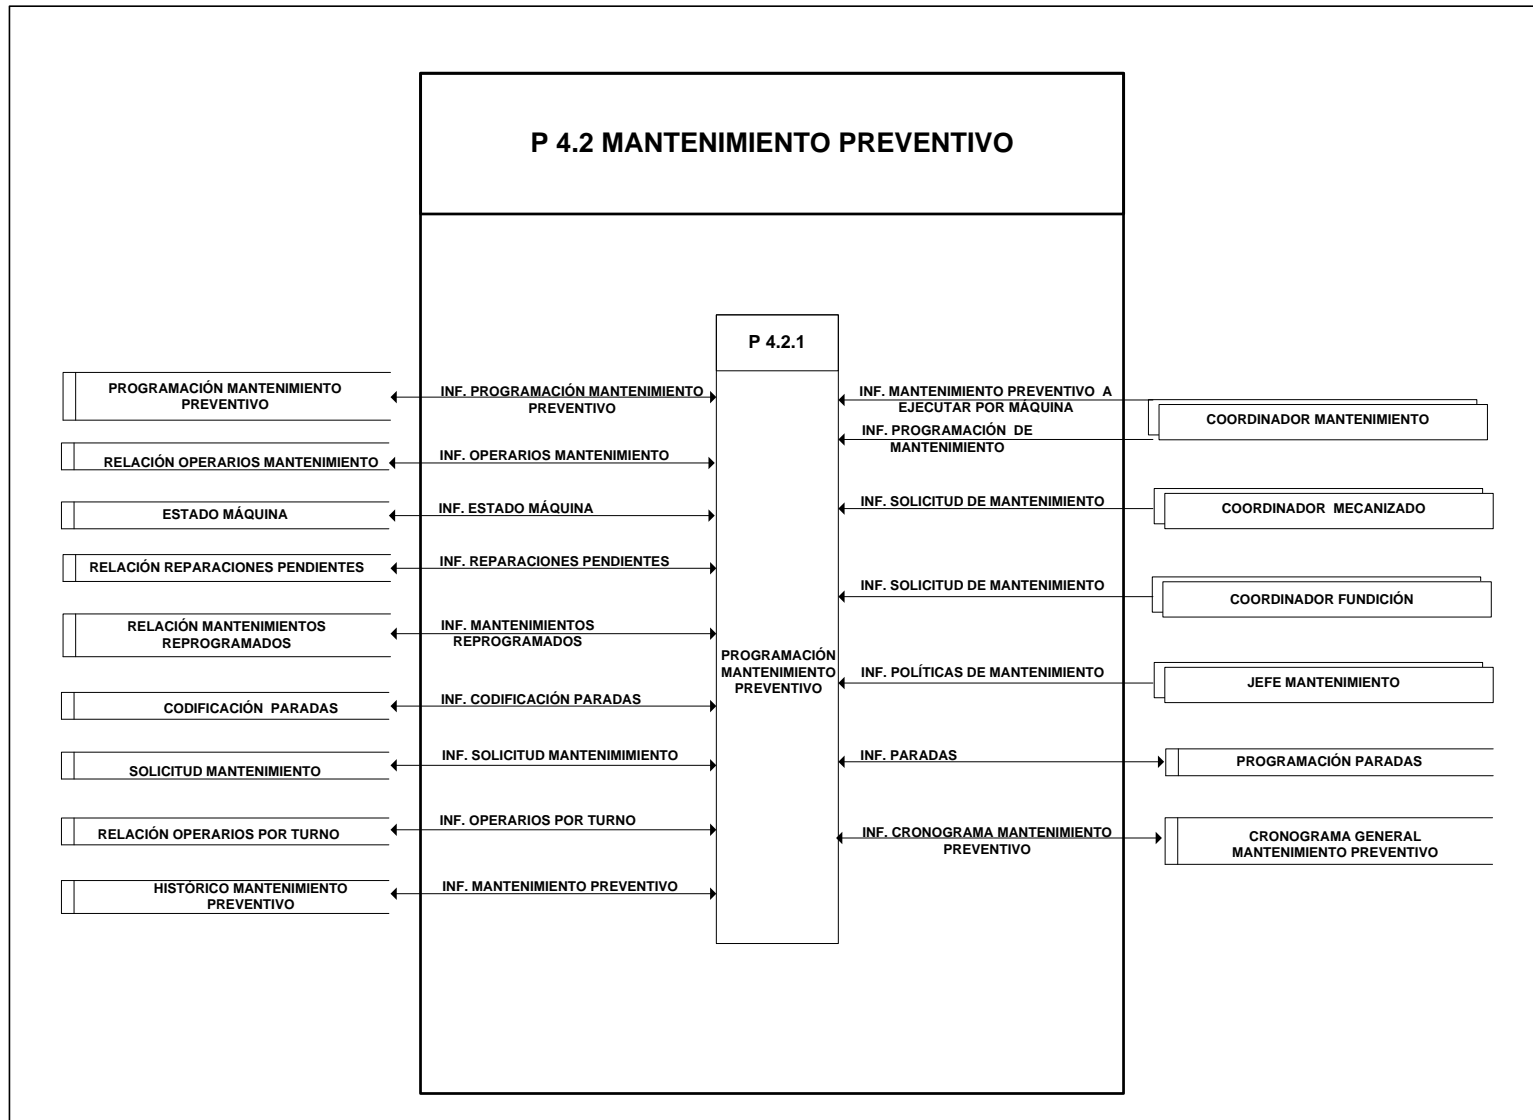 P 4.2 MANTENIMIENTO PREVENTIVO
P 4.2.1
PROGRAMACIÓN
MANTENIMIENTO
PREVENTIVO
PROGRAMACIÓN MANTENIMIENTO
PREVENTIVO
INF. PROGRAMACIÓN MANTENIMIENTO
PREVENTIVO
RELACIÓN OPERARIOS MANTENIMIENTO
INF. OPERARIOS MANTENIMIENTO
ESTADO MÁQUINA
INF. ESTADO MÁQUINA
RELACIÓN REPARACIONES PENDIENTES
INF. REPARACIONES PENDIENTES
RELACIÓN MANTENIMIENTOS
REPROGRAMADOS
INF. MANTENIMIENTOS
REPROGRAMADOS
CODIFICACIÓN PARADAS
INF. CODIFICACIÓN PARADAS
SOLICITUD MANTENIMIENTO
INF. SOLICITUD MANTENIMIMIENTO
RELACIÓN OPERARIOS POR TURNO
INF. OPERARIOS POR TURNO
HISTÓRICO MANTENIMIENTO
PREVENTIVO
INF. MANTENIMIENTO PREVENTIVO
INF. MANTENIMIENTO PREVENTIVO A
EJECUTAR POR MÁQUINA
INF. PROGRAMACIÓN DE
MANTENIMIENTO
COORDINADOR MANTENIMIENTO
INF. SOLICITUD DE MANTENIMIENTO
COORDINADOR MECANIZADO
INF. SOLICITUD DE MANTENIMIENTO
COORDINADOR FUNDICIÓN
INF. POLÍTICAS DE MANTENIMIENTO
JEFE MANTENIMIENTO
INF. PARADAS
PROGRAMACIÓN PARADAS
INF. CRONOGRAMA MANTENIMIENTO
PREVENTIVO
CRONOGRAMA GENERAL
MANTENIMIENTO PREVENTIVO